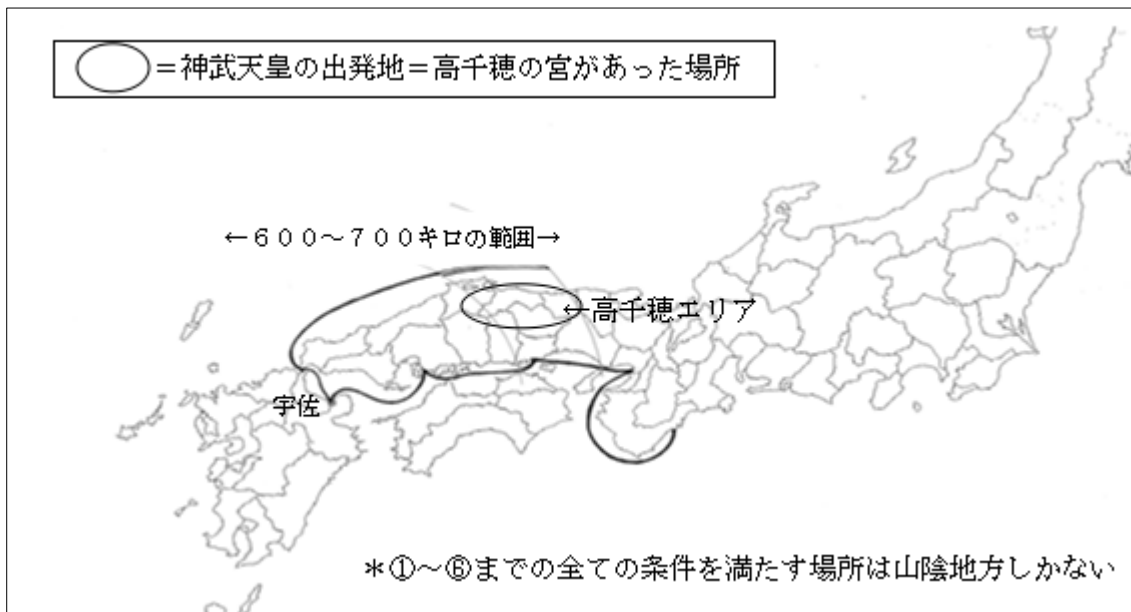 ＝神武天皇の出発地＝高千穂の宮があった場所
←６００～７００キロの範囲→
←高千穂エリア
宇佐
＊①～⑥までの全ての条件を満たす場所は山陰地方しかない